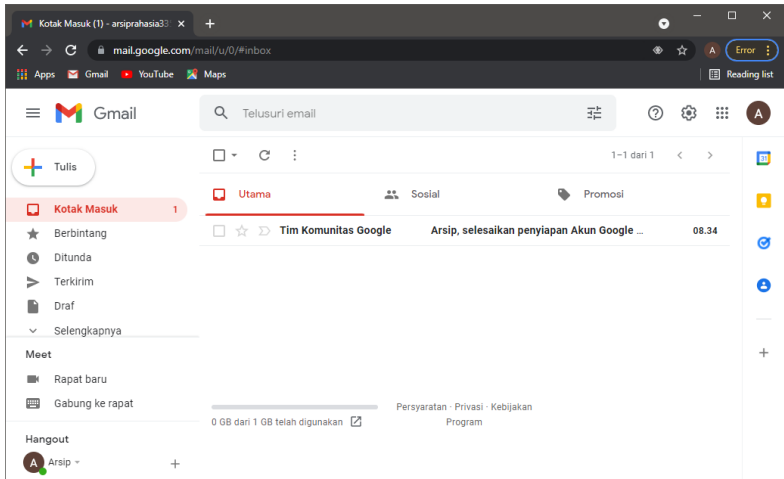 Kotak Masuk (1) - arsiprahasia33
mail.google.com/mail/u/0/#inbox
A
Error
Apps
Gmail
YouTube
Maps
Reading list
Gmail
Telusuri email
A
Tulis
1–1 dari 1
31
Utama
Sosial
Promosi
Kotak Masuk 1
Tim Komunitas Google Arsip, selesaikan penyiapan Akun Google ... 08.34
Berbintang
Ditunda
Terkirim
Draf
Selengkapnya
Meet
Rapat baru
Gabung ke rapat
0 GB dari 1 GB telah digunakan
Persyaratan · Privasi · Kebijakan
Program
Hangout
A Arsip